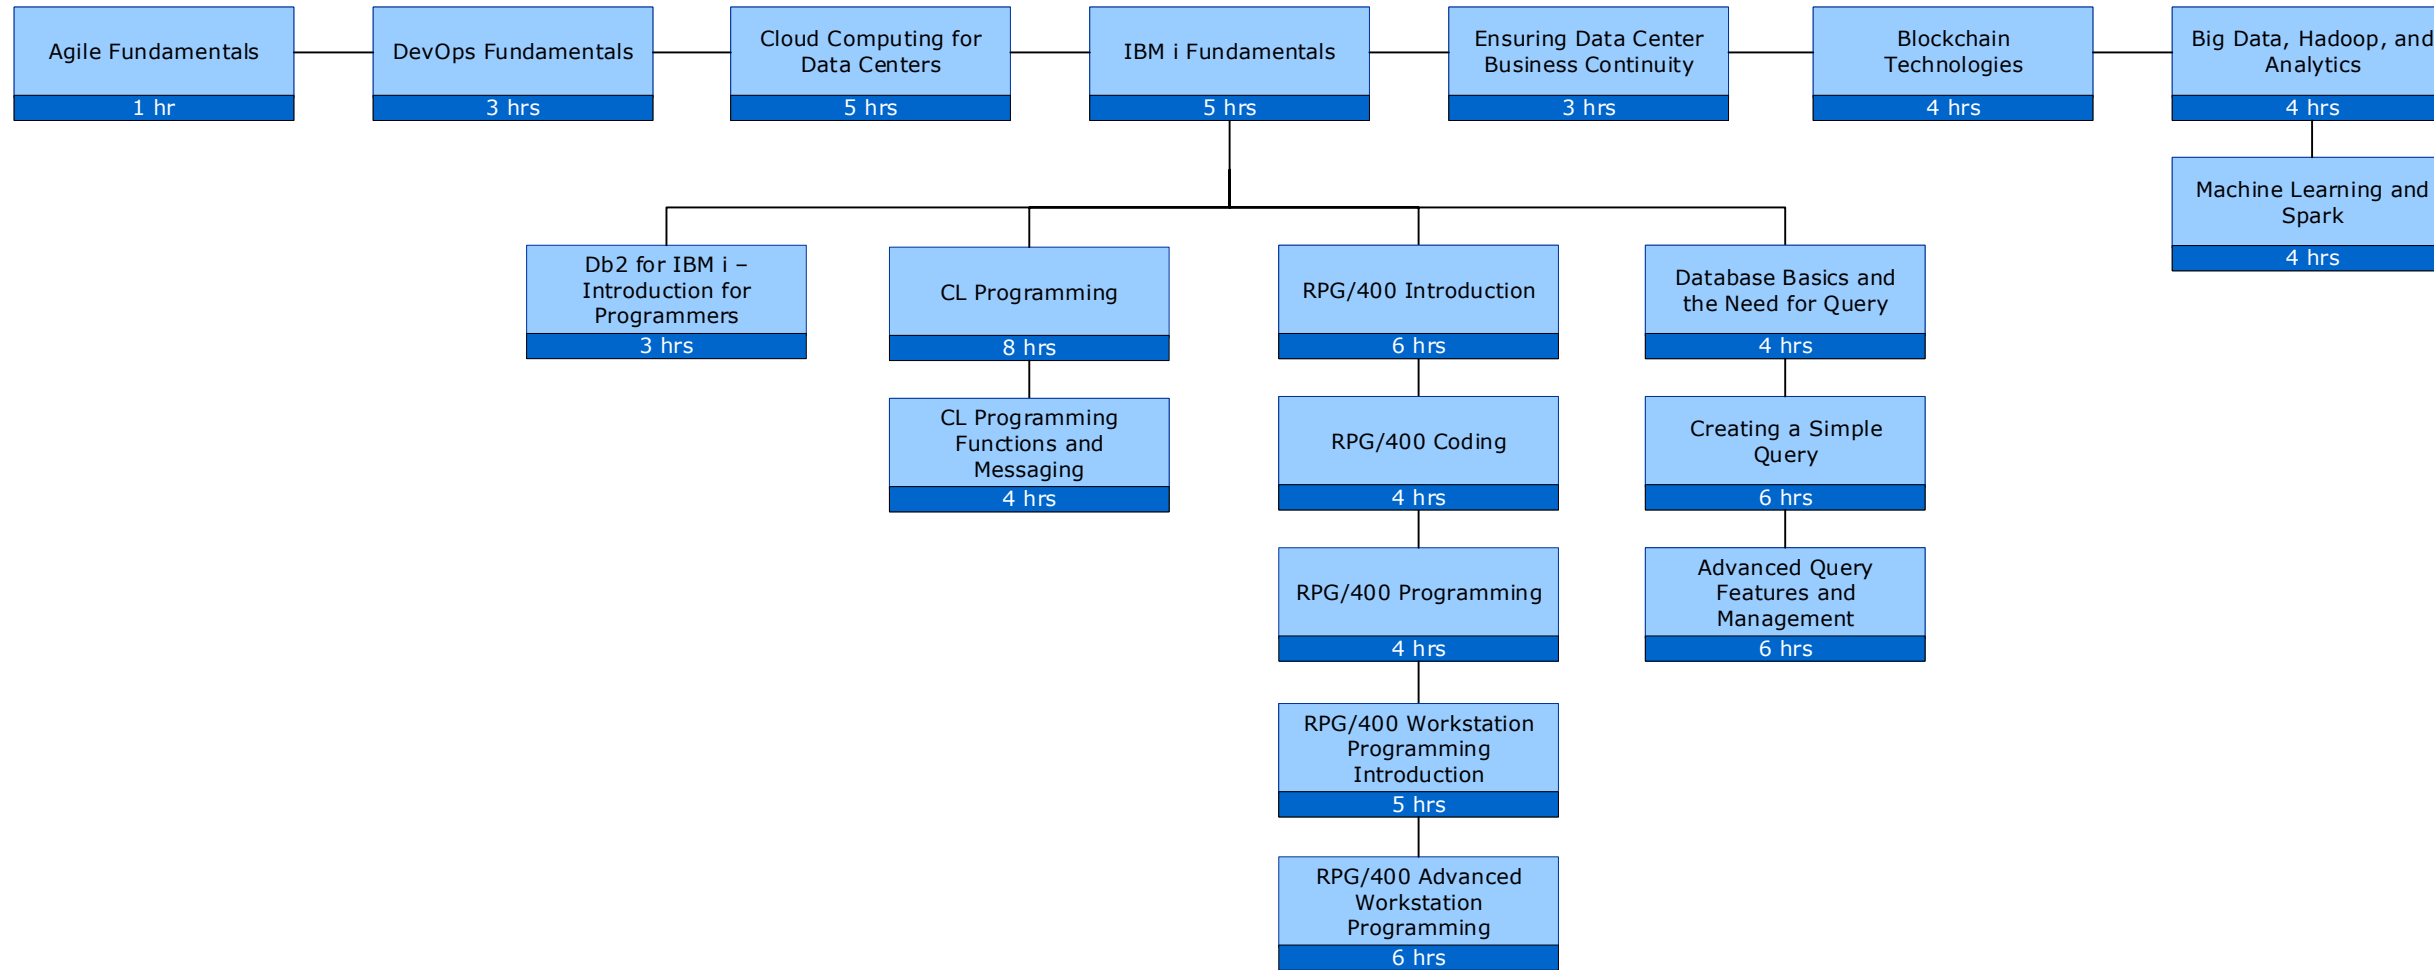 Agile Fundamentals
1 hr
DevOps Fundamentals
3 hrs
Cloud Computing for
Data Centers
5 hrs
IBM i Fundamentals
5 hrs
Ensuring Data Center
Business Continuity
3 hrs
Blockchain
Technologies
4 hrs
Big Data, Hadoop, and
Analytics
4 hrs
Machine Learning and
Spark
4 hrs
Db2 for IBM i –
Introduction for
Programmers
3 hrs
CL Programming
8 hrs
CL Programming
Functions and
Messaging
4 hrs
RPG/400 Introduction
6 hrs
RPG/400 Coding
4 hrs
RPG/400 Programming
4 hrs
RPG/400 Workstation
Programming
Introduction
5 hrs
RPG/400 Advanced
Workstation
Programming
6 hrs
Database Basics and
the Need for Query
4 hrs
Creating a Simple
Query
6 hrs
Advanced Query
Features and
Management
6 hrs